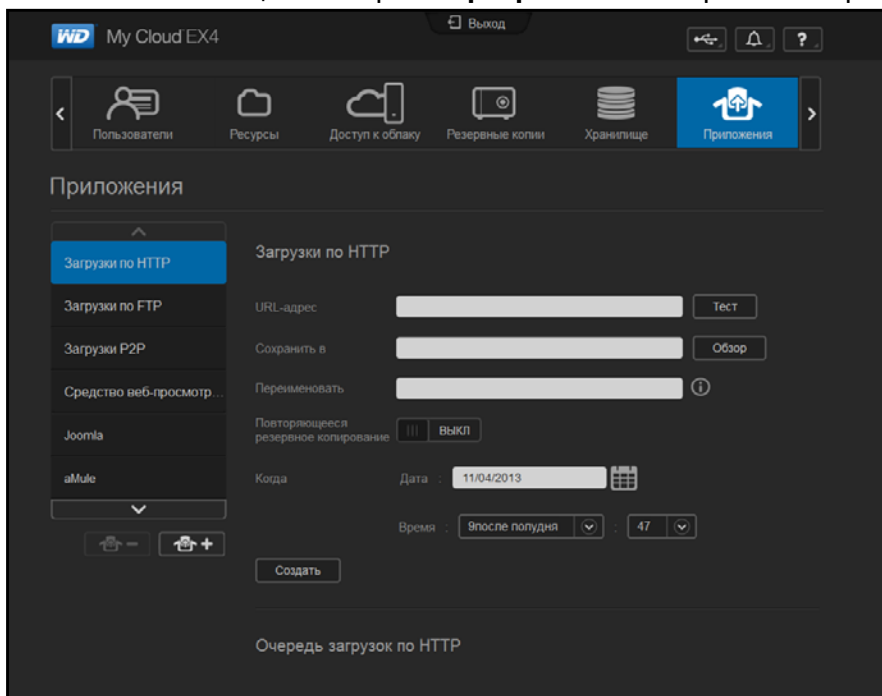 WD My Cloud EX4
Выход
?
Пользователи
Ресурсы
Доступ к облаку
Резервные копии
Хранилище
Приложения
Приложения
Загрузки по HTTP
Загрузки по FTP
Загрузки P2P
Средство веб-просмотр...
Joomla
aMule
Загрузки по HTTP
URL-адрес
Тест
Сохранить в
Обзор
Переименовать
Повторяющееся
резервное копирование
ВЫКЛ
Когда
Дата :
11/04/2013
Время :
9после полудня
: 47
Создать
Очередь загрузок по HTTP